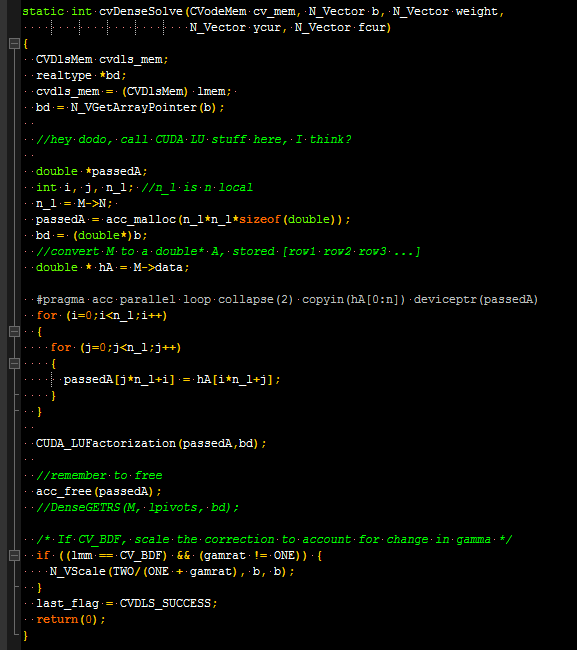 static int cvDenseSolve(CVodeMem cv_mem, N_Vector b, N_Vector weight,
N_Vector ycur, N_Vector fcur)
{
CVDlsMem cvdls_mem;
realtype *bd;
cvdls_mem = (CVDlsMem) lmem;
bd = N_VGetArrayPointer(b);
//hey dodo, call CUDA LU stuff here, I think?
double *passedA;
int i, j, n_l; //n_l is n local
n_l = M->N;
passedA = acc_malloc(n_l*n_l*sizeof(double));
bd = (double*)b;
//convert M to a double* A, stored [row1 row2 row3 ...]
double * hA = M->data;
#pragma acc parallel loop collapse(2) copyin(hA[0:n]) deviceptr(passedA)
for (i=0;i<n_l;i++)
{
for (j=0;j<n_l;j++)
{
passedA[j*n_l+i] = hA[i*n_l+j];
}
}
CUDA_LUFactorization(passedA,bd);
//remember to free
acc_free(passedA);
//DenseGETRS(M, lpivots, bd);
/* If CV_BDF, scale the correction to account for change in gamma */
if ((lmm == CV_BDF) && (gamrat != ONE)) {
N_VScale(TWO/(ONE + gamrat), b, b);
}
last_flag = CVDLS_SUCCESS;
return(0);
}